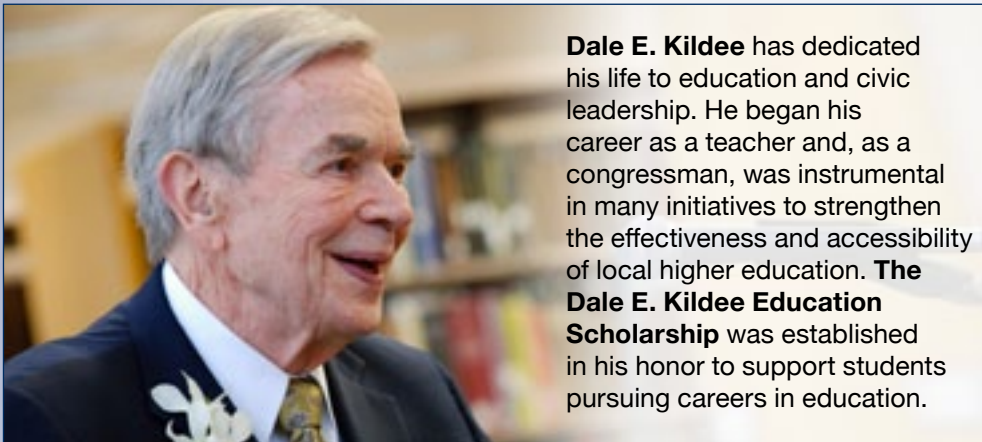 Dale E. Kildee has dedicated
his life to education and civic
leadership. He began his
career as a teacher and, as a
congressman, was instrumental
in many initiatives to strengthen
the effectiveness and accessibility
of local higher education. The
Dale E. Kildee Education
Scholarship was established
in his honor to support students
pursuing careers in education.